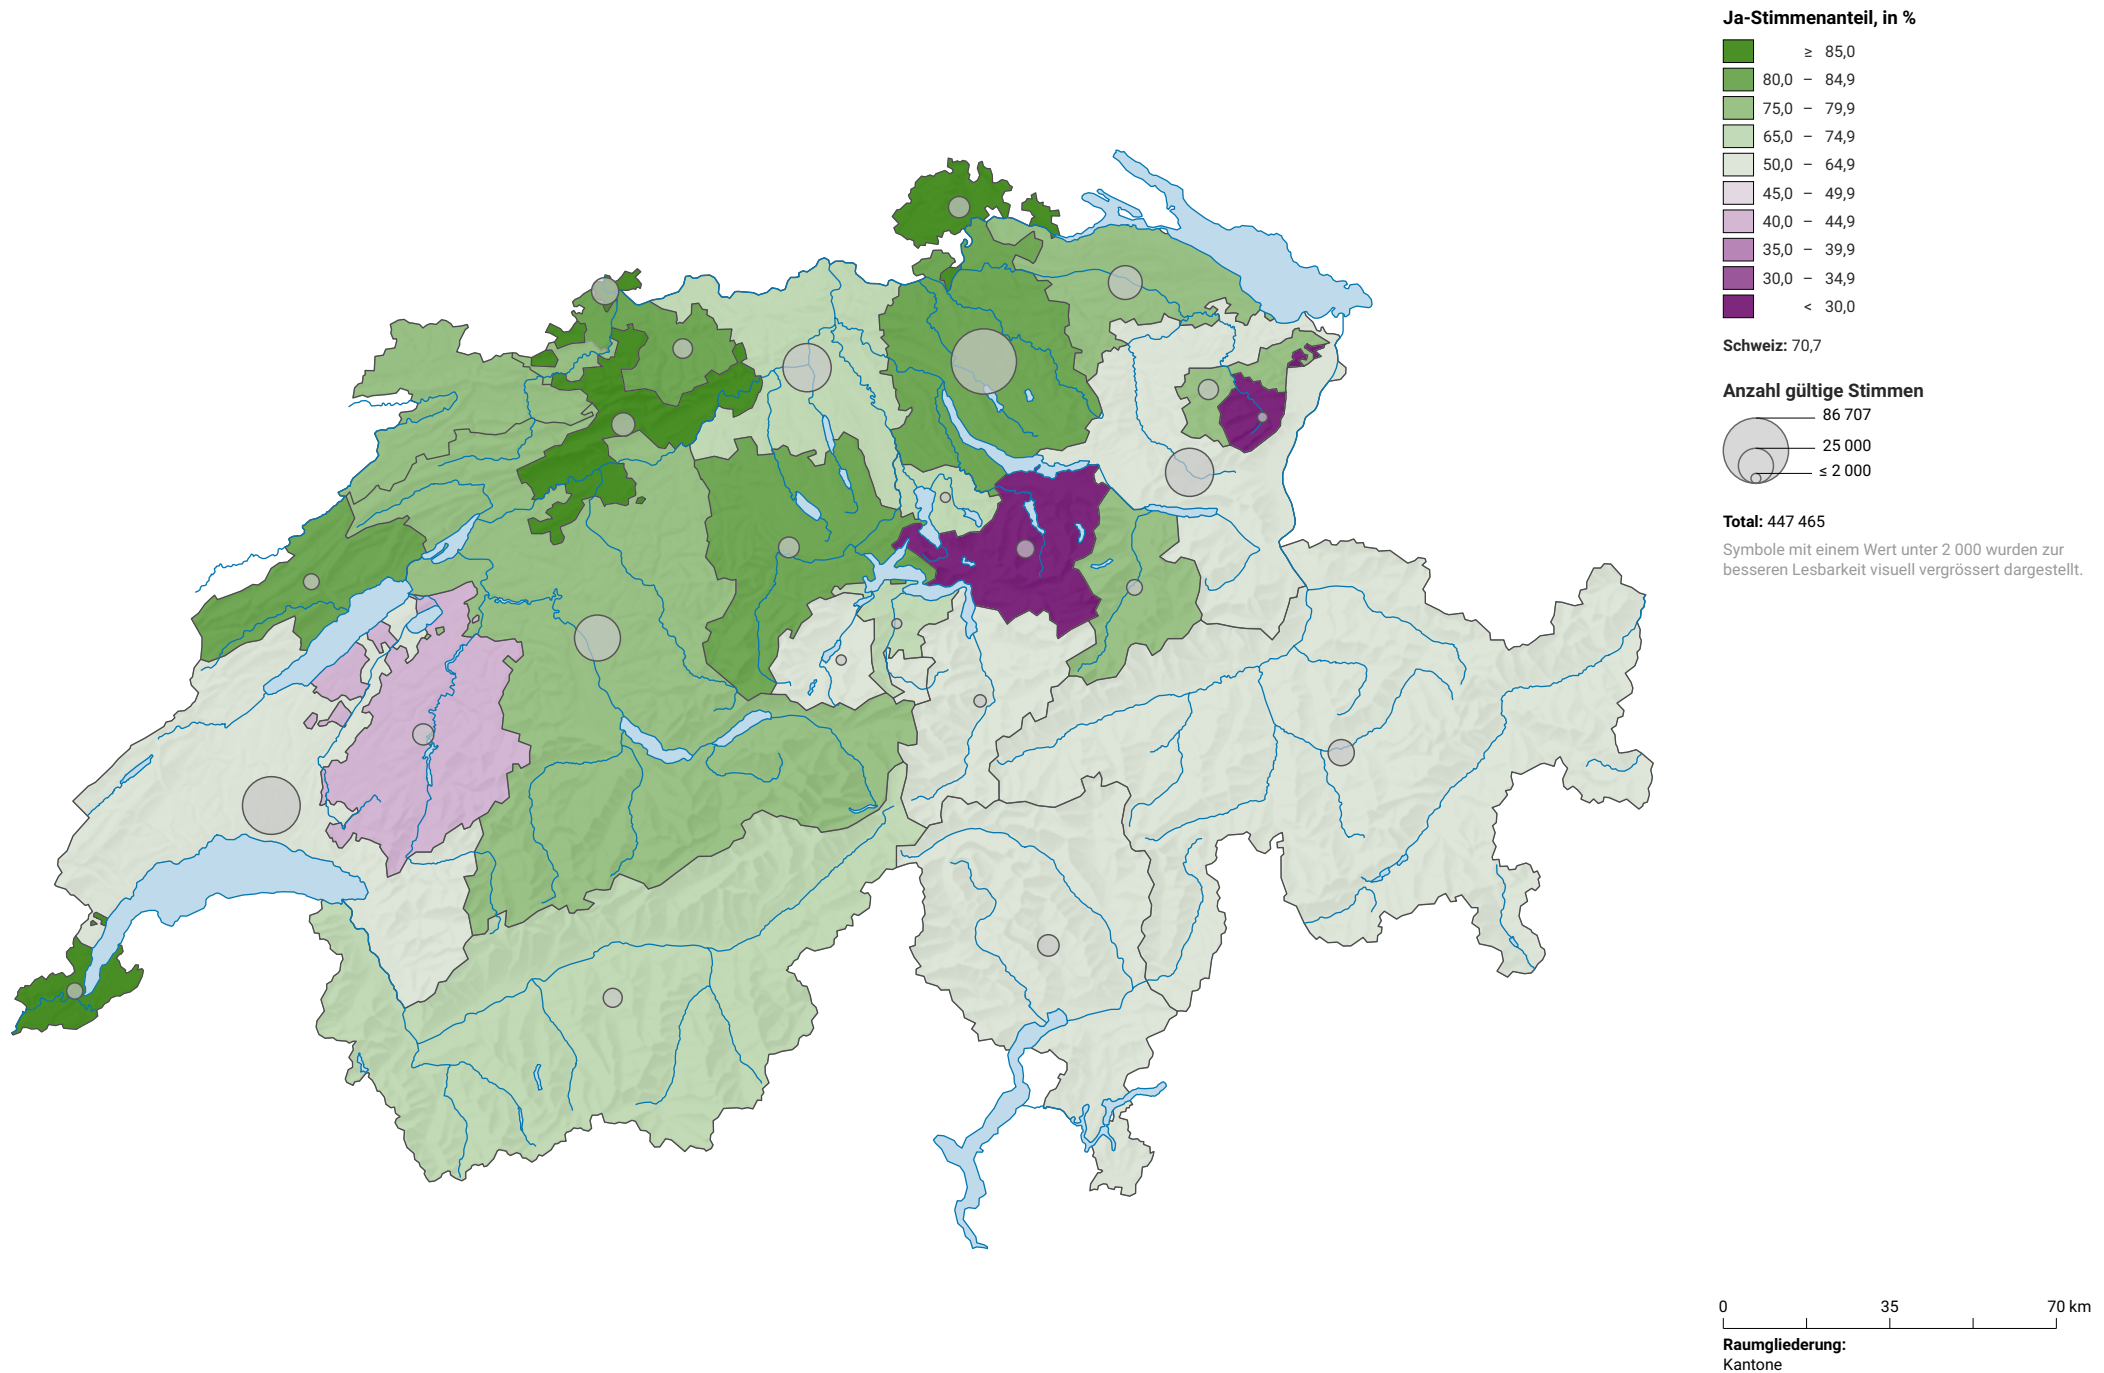 Ja-Stimmenanteil, in %
≥ 85,0
80,0 – 84,9
75,0 – 79,9
65,0 – 74,9
50,0 – 64,9
45,0 – 49,9
40,0 – 44,9
35,0 – 39,9
30,0 – 34,9
< 30,0
Schweiz: 70,7
Anzahl gültige Stimmen
86 707
25 000
≤ 2 000
Total: 447 465
Symbole mit einem Wert unter 2 000 wurden zur
besseren Lesbarkeit visuell vergrössert dargestellt.
0 35 70 km
Raumgliederung:
Kantone